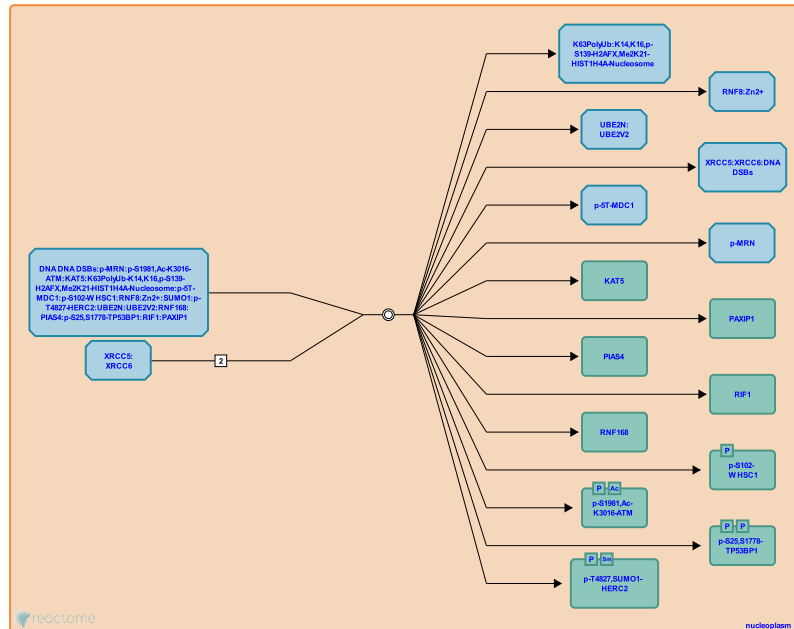 K63PolyUb:K14,K16,p-
S139-H2AFX,Me2K21-
HIST1H4A-Nucleosome
RNF8:Zn2+
UBE2N:
UBE2V2
XRCC5:XRCC6:DNA
DSBs
p-5T-MDC1
p-MRN
DNA DNA DSBs:p-MRN:p-S1981,Ac-K3016-
ATM:KAT5:K63PolyUb-K14,K16,p-S139-
H2AFX,Me2K21-HIST1H4A-Nucleosome:p-5T-
MDC1:p-S102-WHSC1:RNF8:Zn2+:SUMO1:p-
T4827-HERC2:UBE2N:UBE2V2:RNF168:
PIAS4:p-S25,S1778-TP53BP1:RIF1:PAXIP1
XRCC5:
XRCC6
2
KAT5
PAXIP1
PIAS4
RIF1
RNF168
P
p-S102-
WHSC1
P Ac
p-S1981,Ac-
K3016-ATM
P P
p-S25,S1778-
TP53BP1
P Sm
p-T4827,SUMO1-
HERC2
reactome
nucleoplasm